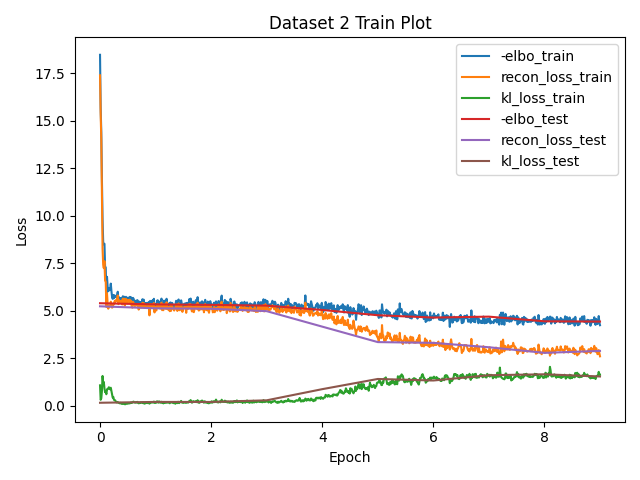 Dataset 2 Train Plot
-elbo_train
recon_loss_train
kl_loss_train
-elbo_test
recon_loss_test
kl_loss_test
Loss
17.5
15.0
12.5
10.0
7.5
5.0
2.5
0.0
0 2 4 6 8
Epoch